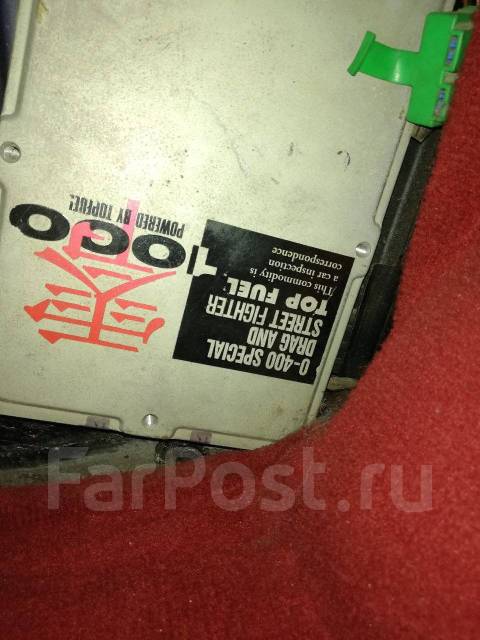 0-400 SPECIAL
DRAG AND
STREET FIGHTER
TOP FUEL.
This commodity is
a car inspection
correspondence
1000
POWERED BY TOPFUEL!
FarPost.ru